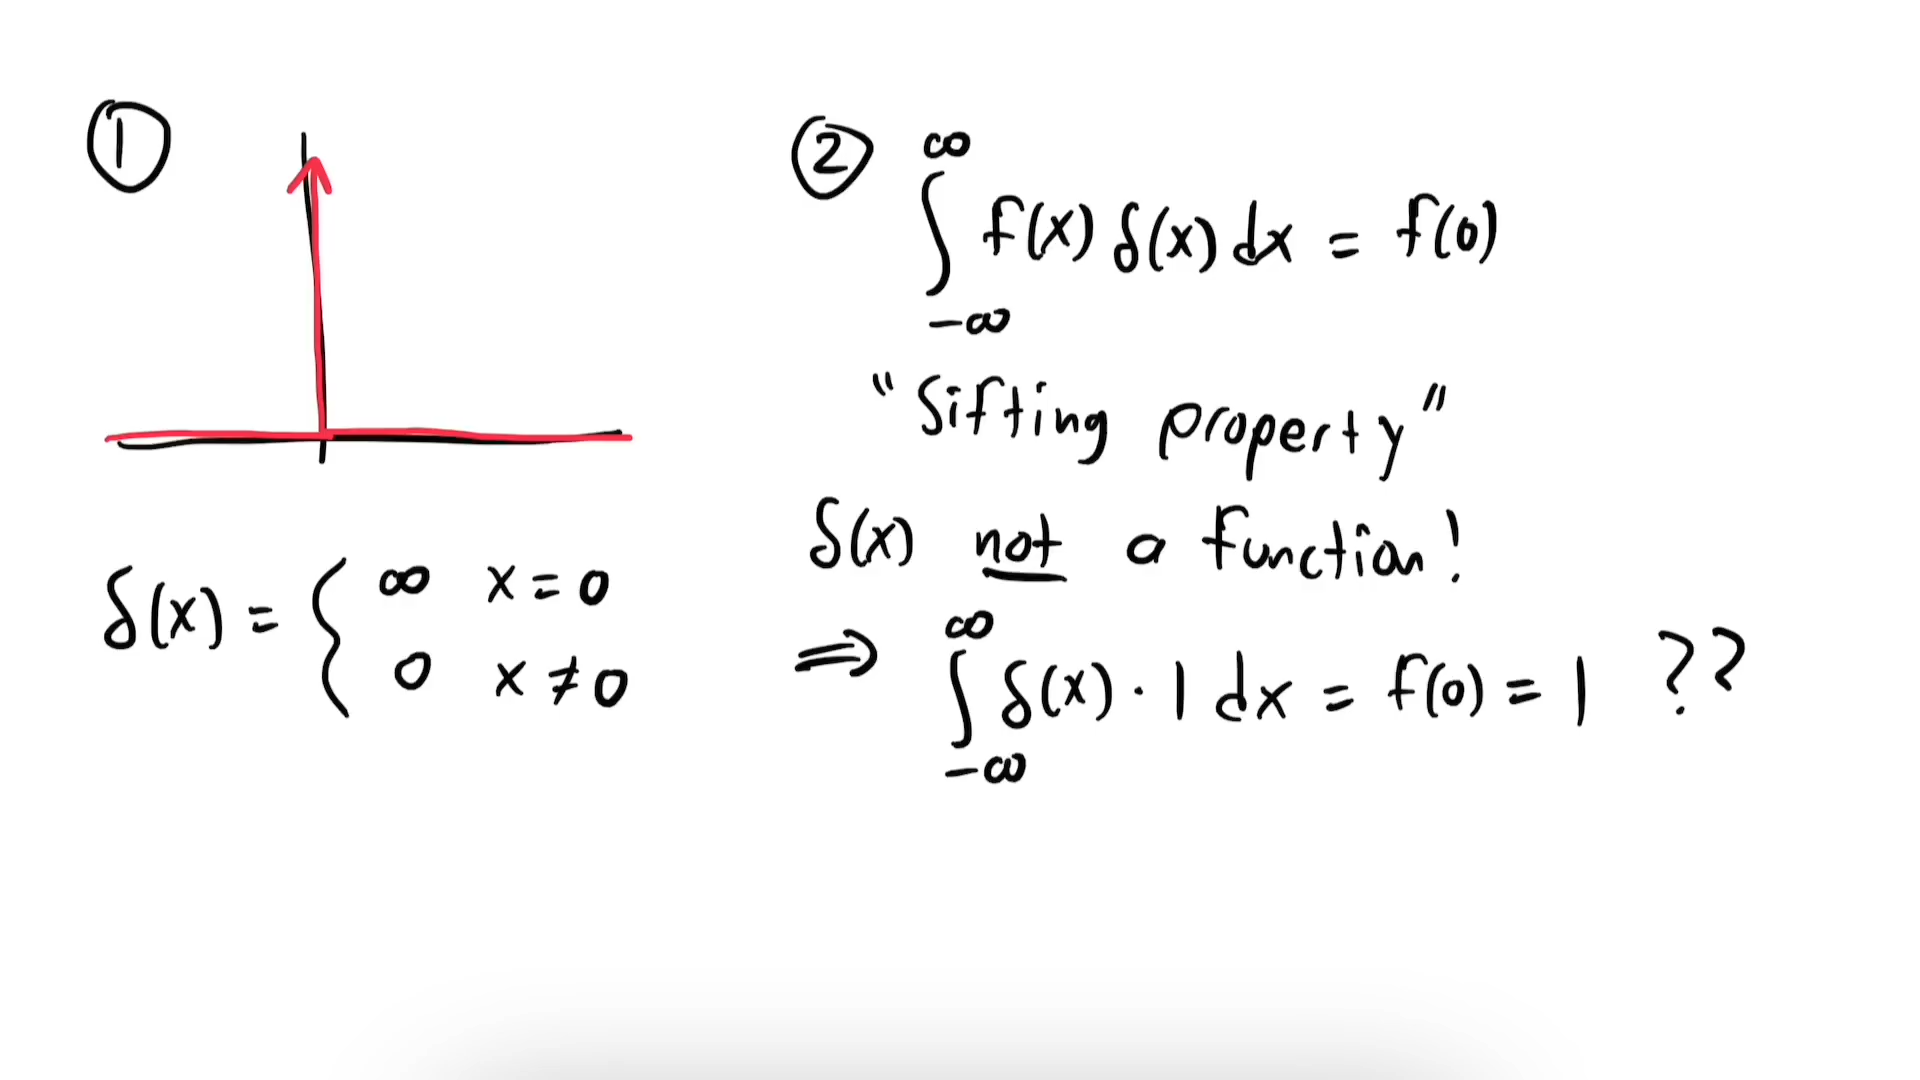 ①
δ(x) = { ∞ x = 0
0 x ≠ 0
② ∫_{-∞}^{∞} f(x) δ(x) dx = f(0)
"Sifting property"
δ(x) not a function!
⇒ ∫_{-∞}^{∞} δ(x) · 1 dx = f(0) = 1 ??